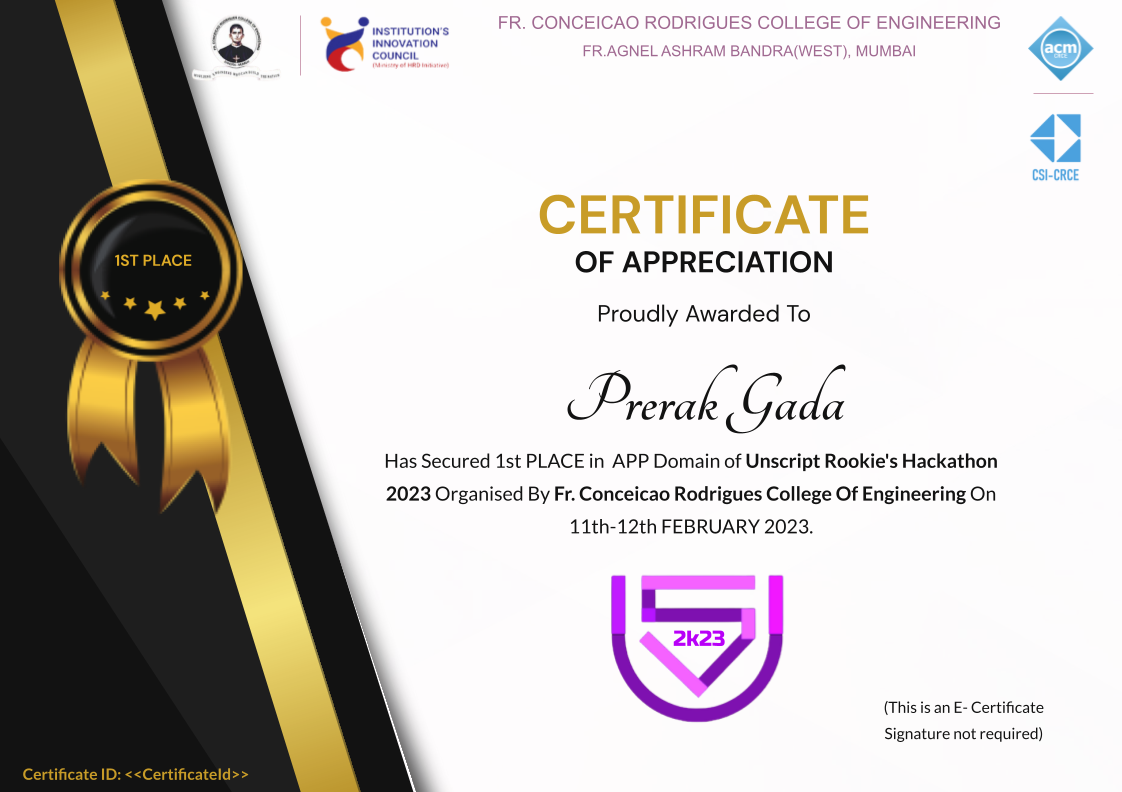 FR. CONCEICAO RODRIGUES COLLEGE OF ENGINEERING
FR.AGNEL ASHRAM BANDRA(WEST), MUMBAI
INSTITUTION'S
INNOVATION
COUNCIL
(Ministry of HRD Initiative)
acm
CRCE
CSI-CRCE
1ST PLACE
CERTIFICATE
OF APPRECIATION
Proudly Awarded To
Prerak Gada
Has Secured 1st PLACE in APP Domain of Unscript Rookie's Hackathon
2023 Organised By Fr. Conceicao Rodrigues College Of Engineering On
11th-12th FEBRUARY 2023.
2k23
(This is an E- Certificate
Signature not required)
Certificate ID: <<CertificateId>>